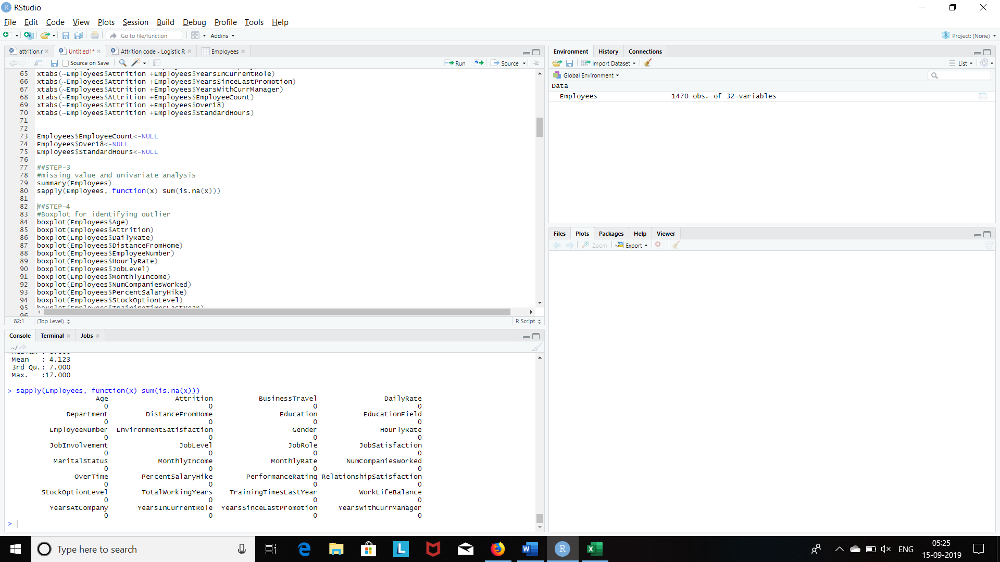 RStudio
File Edit Code View Plots Session Build Debug Profile Tools Help
Go to file/function Addins Project: (None)
attrition.r Untitled1* Attrition code - Logistic.R Employees
Source on Save Run Source
65 xtabs(~Employees$Attrition +Employees$YearsInCurrentRole)
66 xtabs(~Employees$Attrition +Employees$YearsSinceLastPromotion)
67 xtabs(~Employees$Attrition +Employees$YearsWithCurrManager)
68 xtabs(~Employees$Attrition +Employees$EmployeeCount)
69 xtabs(~Employees$Attrition +Employees$Over18)
70 xtabs(~Employees$Attrition +Employees$StandardHours)
71
72
73 Employees$EmployeeCount<-NULL
74 Employees$Over18<-NULL
75 Employees$StandardHours<-NULL
76
77 ##STEP-3
78 #missing value and univariate analysis
79 summary(Employees)
80 sapply(Employees, function(x) sum(is.na(x)))
81
82 ##STEP-4
83 #Boxplot for identifying outlier
84 boxplot(Employees$Age)
85 boxplot(Employees$Attrition)
86 boxplot(Employees$DailyRate)
87 boxplot(Employees$DistanceFromHome)
88 boxplot(Employees$EmployeeNumber)
89 boxplot(Employees$HourlyRate)
90 boxplot(Employees$JobLevel)
91 boxplot(Employees$MonthlyIncome)
92 boxplot(Employees$NumCompaniesWorked)
93 boxplot(Employees$PercentSalaryHike)
94 boxplot(Employees$StockOptionLevel)
95 boxplot(Employees$TrainingTimesLastYear)
96
82:1 (Top Level) R Script
Console Terminal Jobs
~/
Mean : 4.123
3rd Qu.: 7.000
Max. :17.000
> sapply(Employees, function(x) sum(is.na(x)))
Age Attrition BusinessTravel DailyRate
0 0 0 0
Department DistanceFromHome Education EducationField
0 0 0 0
EmployeeNumber EnvironmentSatisfaction Gender HourlyRate
0 0 0 0
JobInvolvement JobLevel JobRole JobSatisfaction
0 0 0 0
MaritalStatus MonthlyIncome MonthlyRate NumCompaniesWorked
0 0 0 0
OverTime PercentSalaryHike PerformanceRating RelationshipSatisfaction
0 0 0 0
StockOptionLevel TotalWorkingYears TrainingTimesLastYear WorkLifeBalance
0 0 0 0
YearsAtCompany YearsInCurrentRole YearsSinceLastPromotion YearsWithCurrManager
0 0 0 0
>
Environment History Connections
Import Dataset List
Global Environment
Data
Employees 1470 obs. of 32 variables
Files Plots Packages Help Viewer
Zoom Export
Type here to search
ENG
05:25
15-09-2019